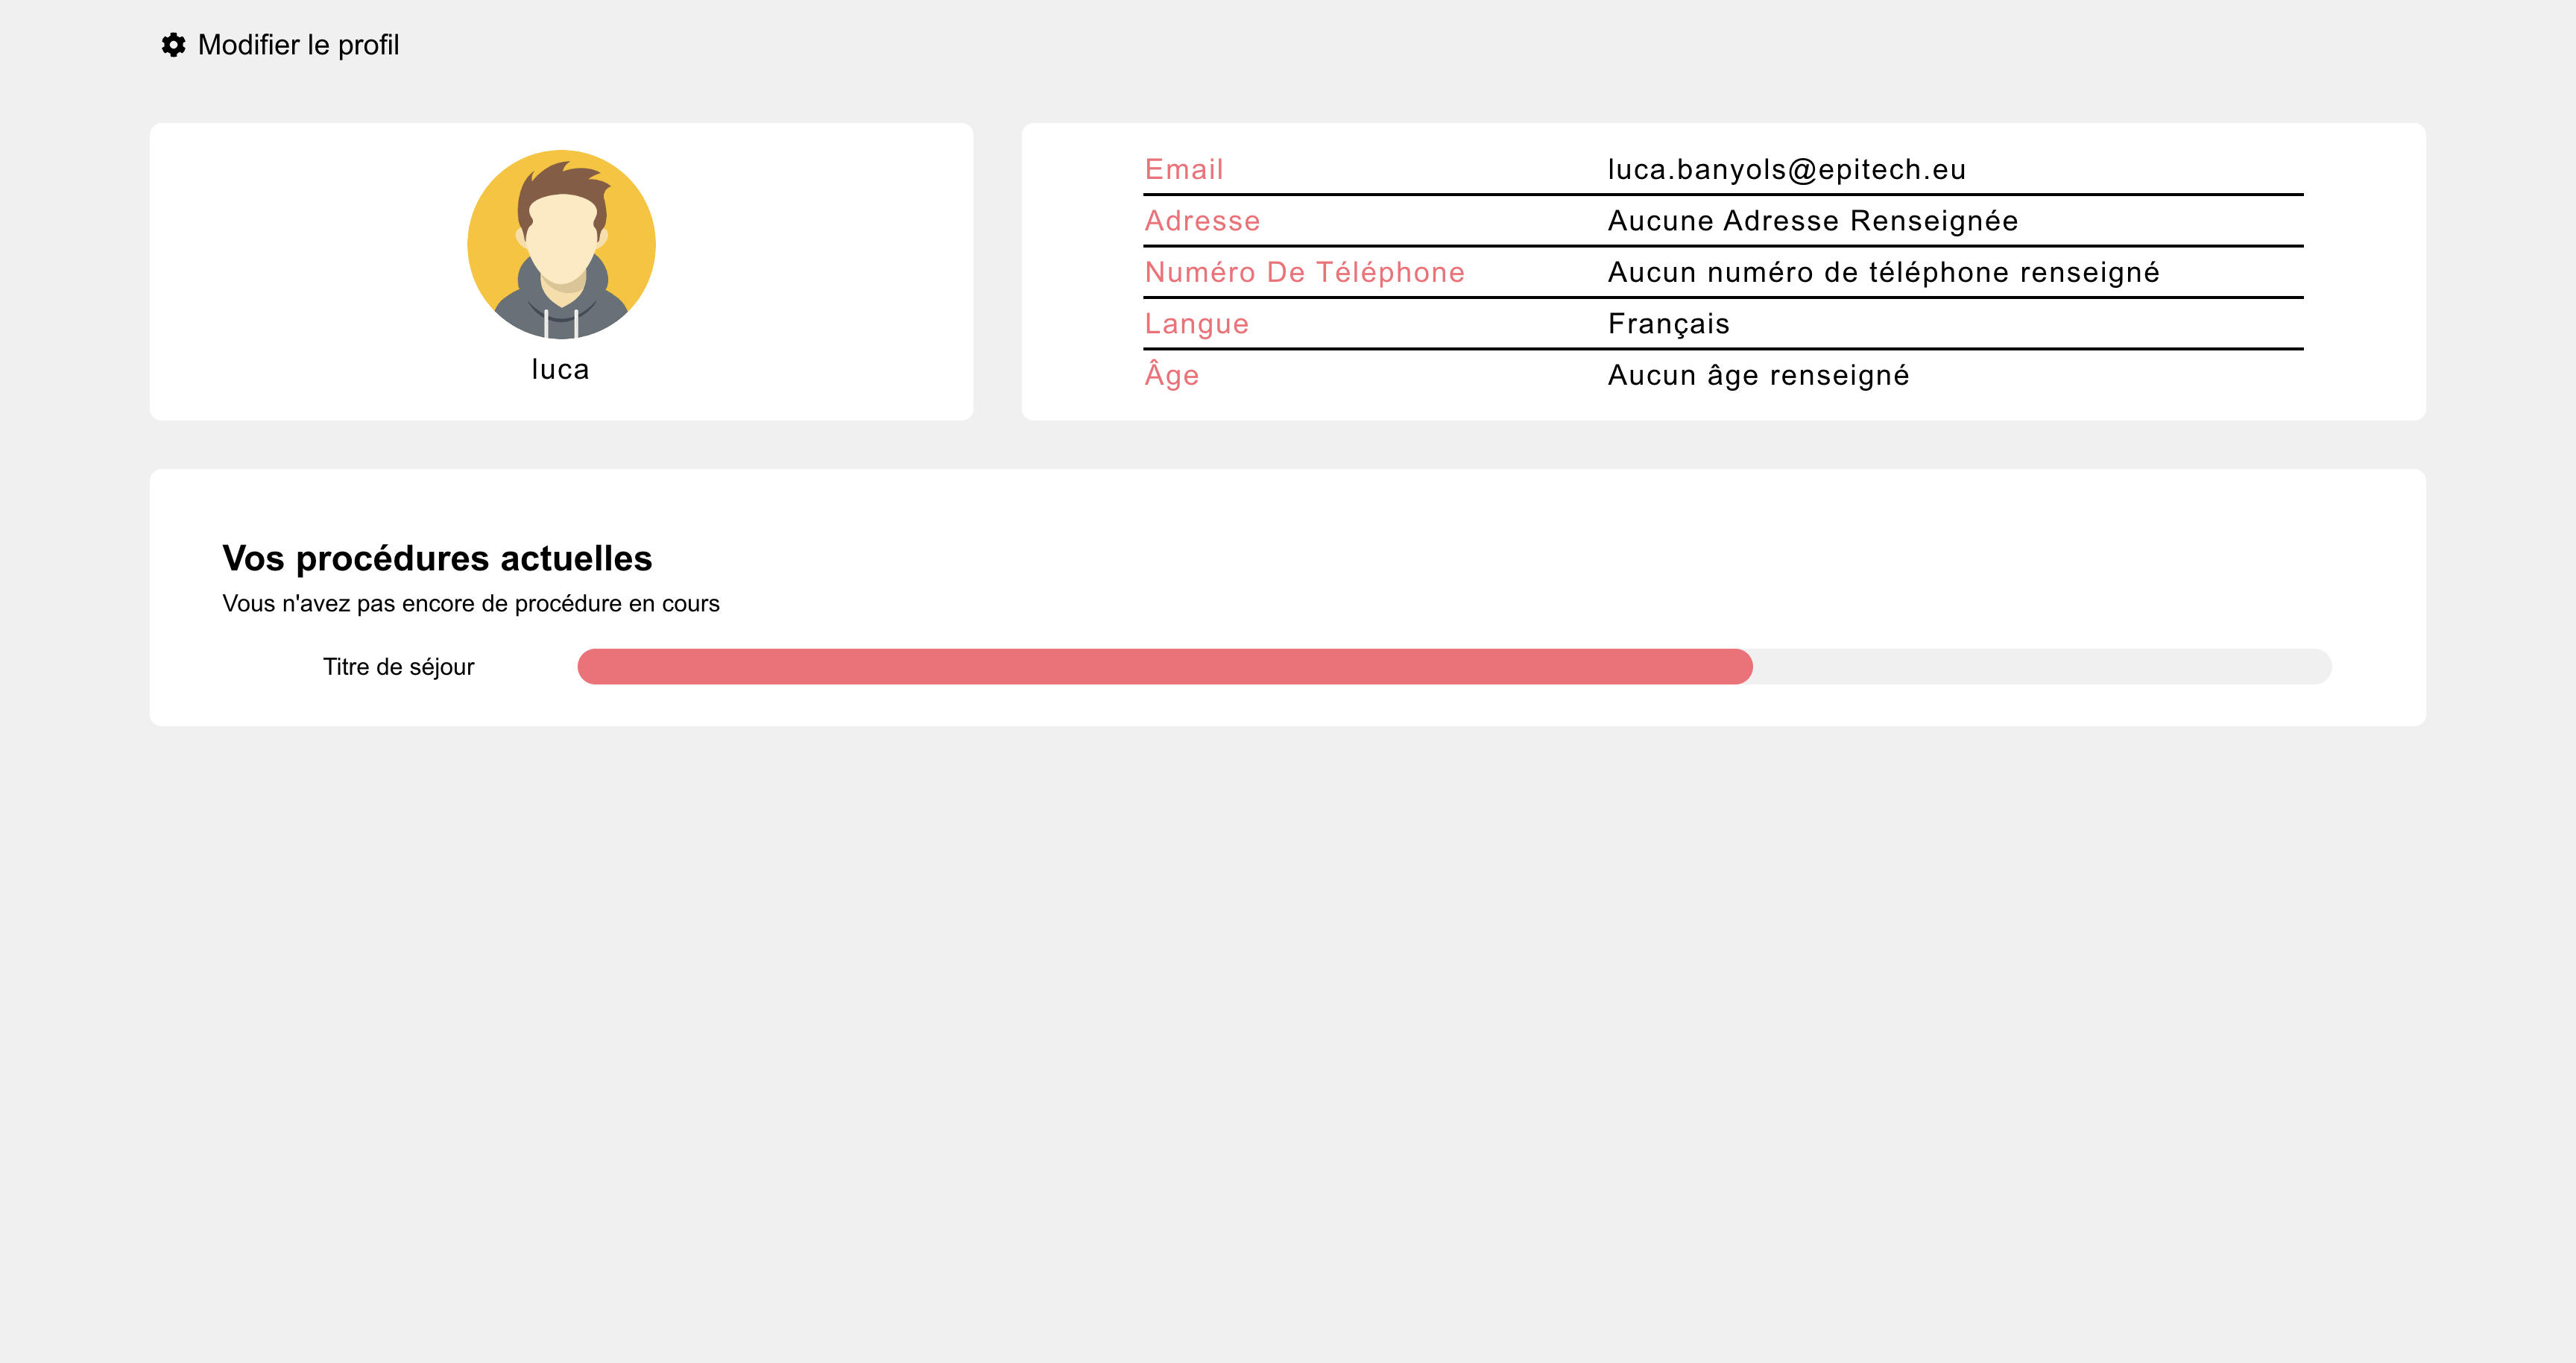 Modifier le profil
luca
Email luca.banyols@epitech.eu
Adresse Aucune Adresse Renseignée
Numéro De Téléphone Aucun numéro de téléphone renseigné
Langue Français
Âge Aucun âge renseigné
Vos procédures actuelles
Vous n'avez pas encore de procédure en cours
Titre de séjour